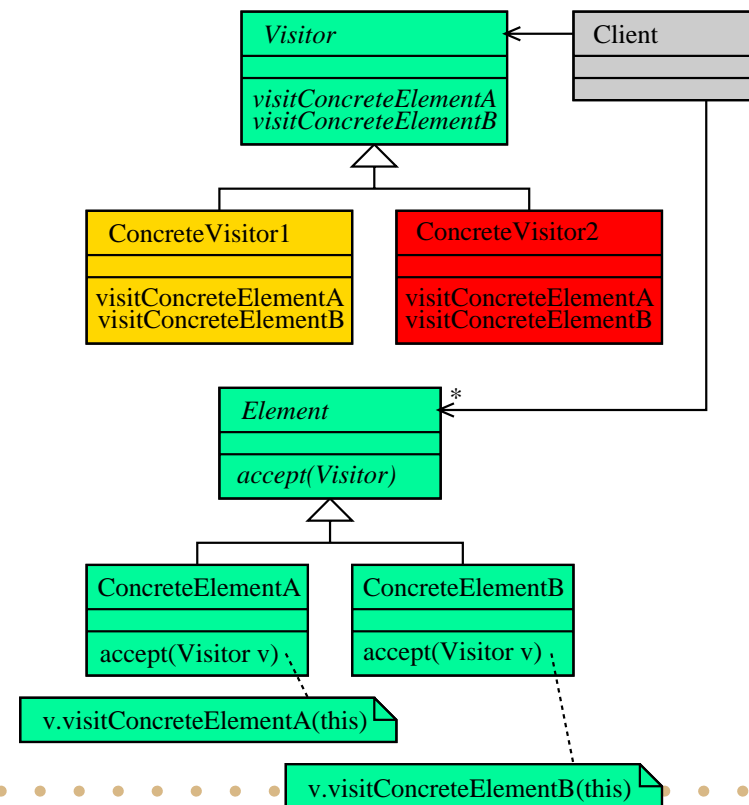 Visitor
Client
visitConcreteElementA
visitConcreteElementB
ConcreteVisitor1
ConcreteVisitor2
visitConcreteElementA
visitConcreteElementB
visitConcreteElementA
visitConcreteElementB
*
Element
accept(Visitor)
ConcreteElementA
ConcreteElementB
accept(Visitor v)
accept(Visitor v)
v.visitConcreteElementA(this)
v.visitConcreteElementB(this)